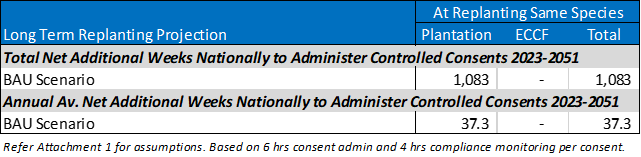 At Replanting Same Species
Long Term Replanting Projection Plantation ECCF Total
Total Net Additional Weeks Nationally to Administer Controlled Consents 2023-2051
BAU Scenario 1,083 - 1,083
Annual Av. Net Additional Weeks Nationally to Administer Controlled Consents 2023-2051
BAU Scenario 37.3 - 37.3
Refer Attachment 1 for assumptions. Based on 6 hrs consent admin and 4 hrs compliance monitoring per consent.